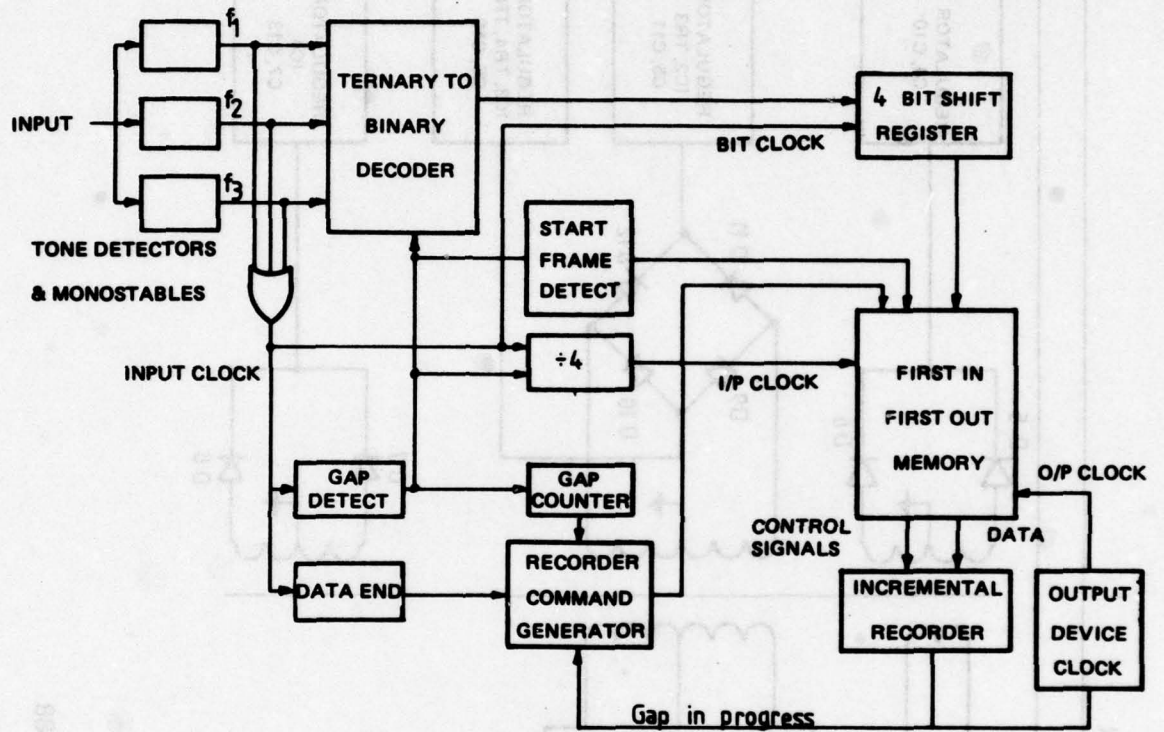 f1
f2
f3
INPUT
TONE DETECTORS
& MONOSTABLES
TERNARY TO
BINARY
DECODER
4 BIT SHIFT
REGISTER
BIT CLOCK
START
FRAME
DETECT
INPUT CLOCK
÷4
I/P CLOCK
FIRST IN
FIRST OUT
MEMORY
GAP
DETECT
GAP
COUNTER
O/P CLOCK
CONTROL
SIGNALS
DATA
DATA END
RECORDER
COMMAND
GENERATOR
INCREMENTAL
RECORDER
OUTPUT
DEVICE
CLOCK
Gap in progress